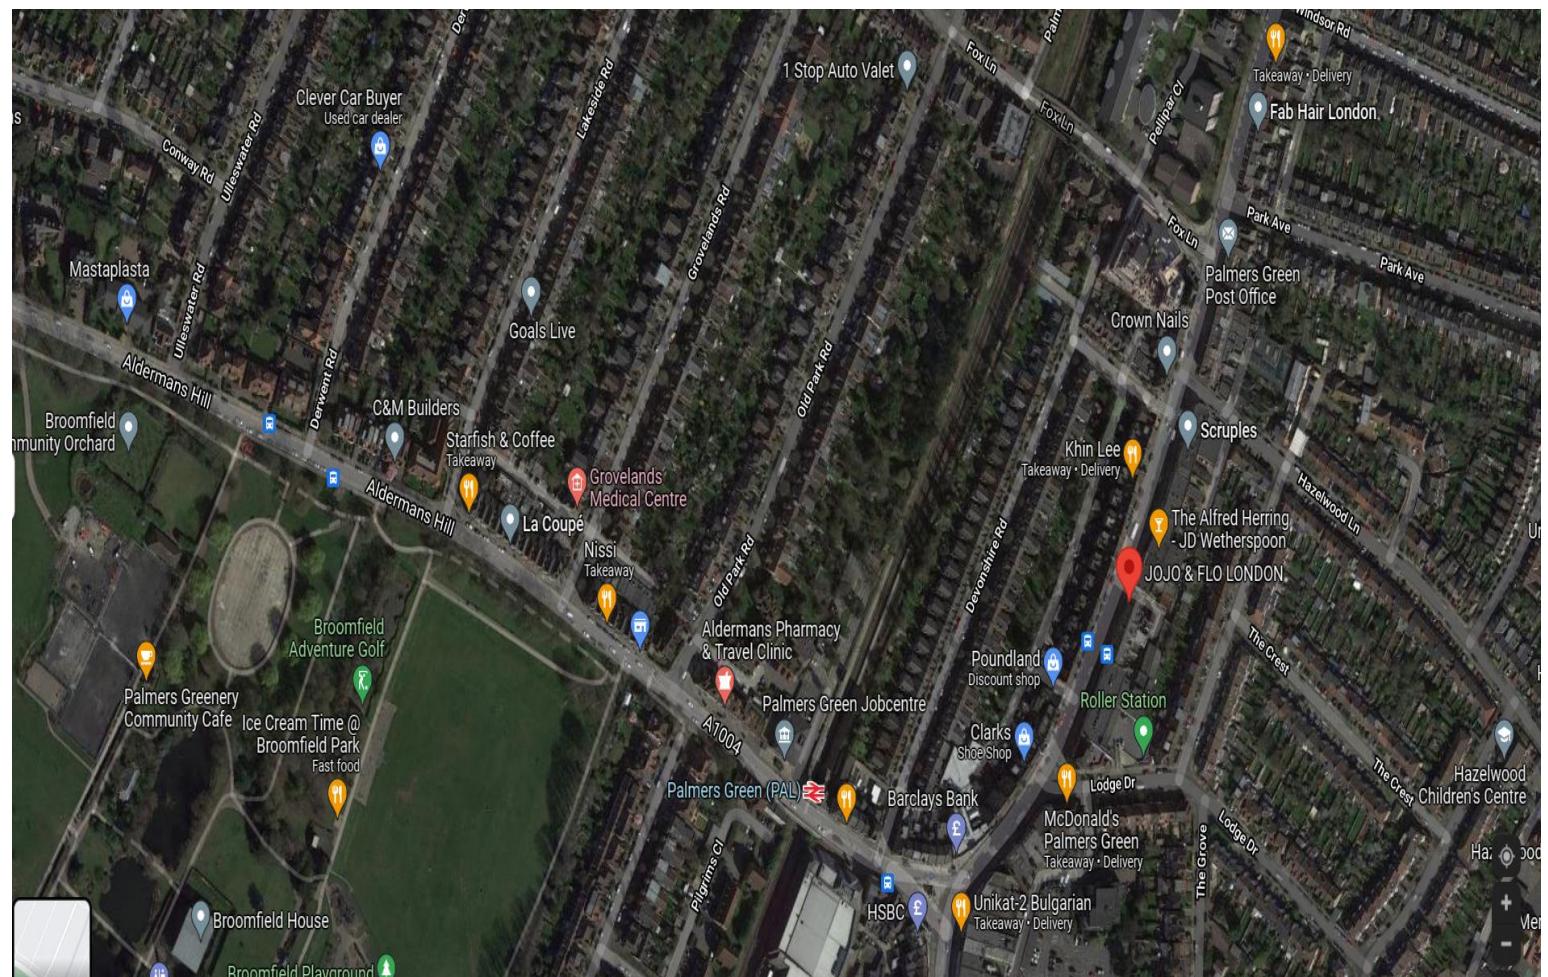 Windsor Rd
Fox Ln
1 Stop Auto Valet
Takeaway • Delivery
Lakeside Rd
Clever Car Buyer
Used car dealer
Pellipar Cl
Fab Hair London
Fox Ln
Conway Rd
Ulleswater Rd
Grovelands Rd
Park Ave
Fox Ln
Park Ave
Mastaplasta
Palmers Green
Post Office
Ulleswater Rd
Goals Live
Crown Nails
Aldermans Hill
Derwent Rd
Old Park Rd
C&M Builders
Broomfield
Starfish & Coffee
Takeaway
Scruples
Khin Lee
Takeaway • Delivery
Grovelands
Medical Centre
Aldermans Hill
Hazelwood Ln
La Coupé
The Alfred Herring
- JD Wetherspoon
Nissi
Takeaway
Old Park Rd
Devonshire Rd
JOJO & FLO LONDON
Broomfield
Adventure Golf
Aldermans Pharmacy
& Travel Clinic
The Crest
Poundland
Discount shop
Palmers Greenery
Community Cafe
Ice Cream Time @
Broomfield Park
Fast food
Palmers Green Jobcentre
Roller Station
A1004
Clarks
Shoe Shop
Palmers Green (PAL)
Barclays Bank
Lodge Dr
The Crest
Hazelwood
Children's Centre
McDonald's
Palmers Green
Takeaway • Delivery
Lodge Dr
The Grove
Pilgrims Cl
HSBC
Unikat-2 Bulgarian
Takeaway • Delivery
Broomfield House
Broomfield Playground